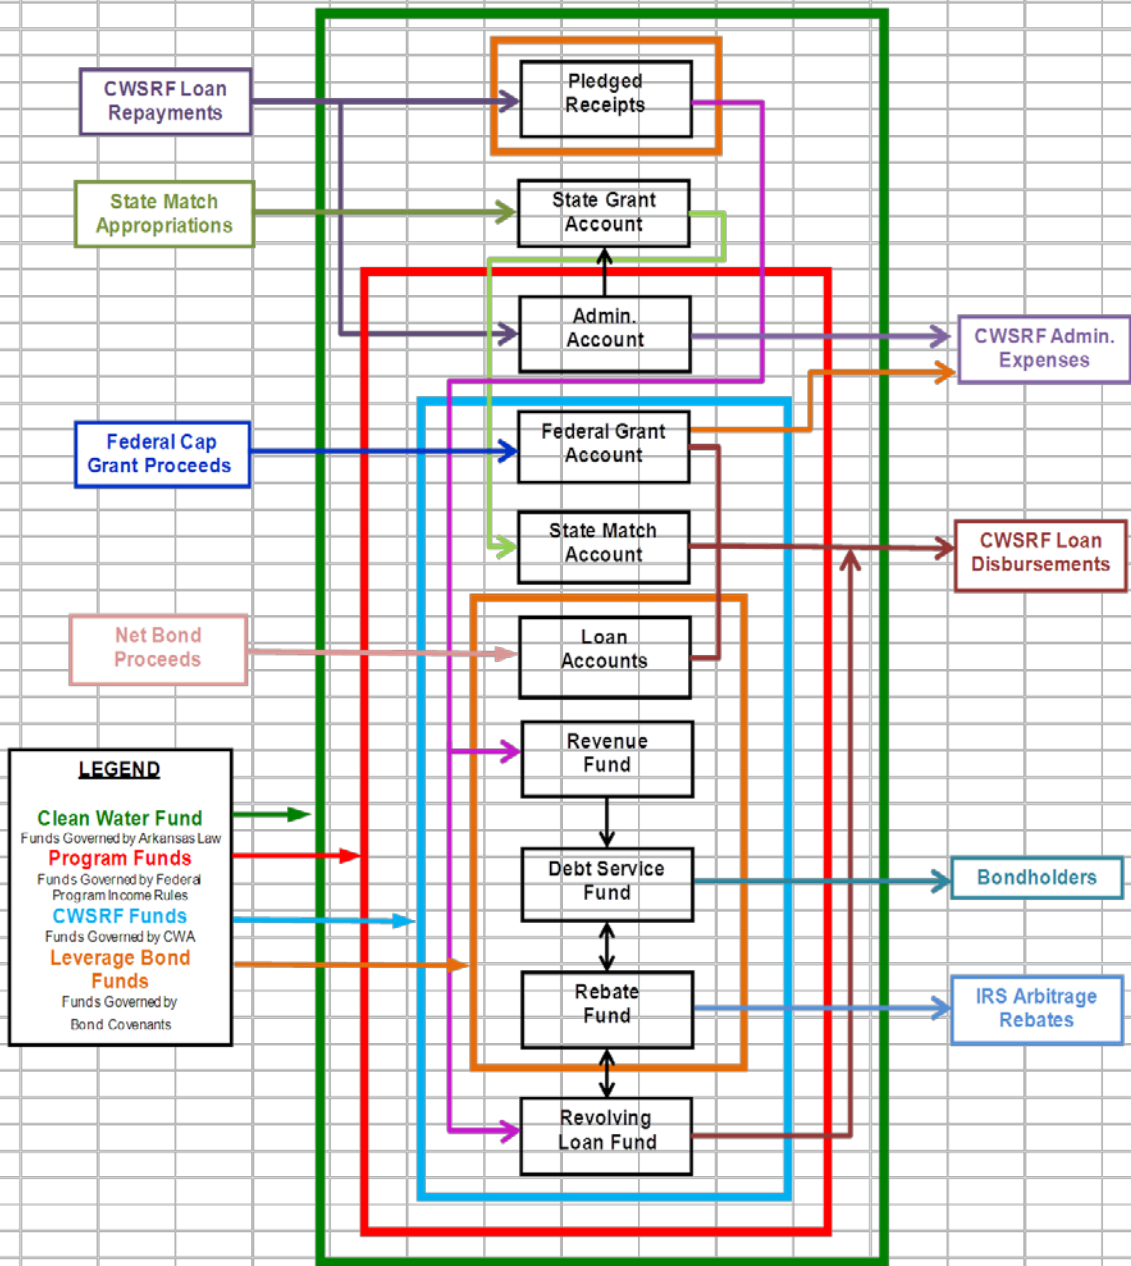 CWSRF Loan
Repayments
Pledged
Receipts
State Match
Appropriations
State Grant
Account
Admin.
Account
CWSRF Admin.
Expenses
Federal Cap
Grant Proceeds
Federal Grant
Account
State Match
Account
CWSRF Loan
Disbursements
Net Bond
Proceeds
Loan
Accounts
Revenue
Fund
LEGEND
Clean Water Fund
Funds Governed by Arkansas Law
Program Funds
Funds Governed by Federal
Program Income Rules
CWSRF Funds
Funds Governed by CWA
Leverage Bond
Funds
Funds Governed by
Bond Covenants
Debt Service
Fund
Bondholders
Rebate
Fund
IRS Arbitrage
Rebates
Revolving
Loan Fund